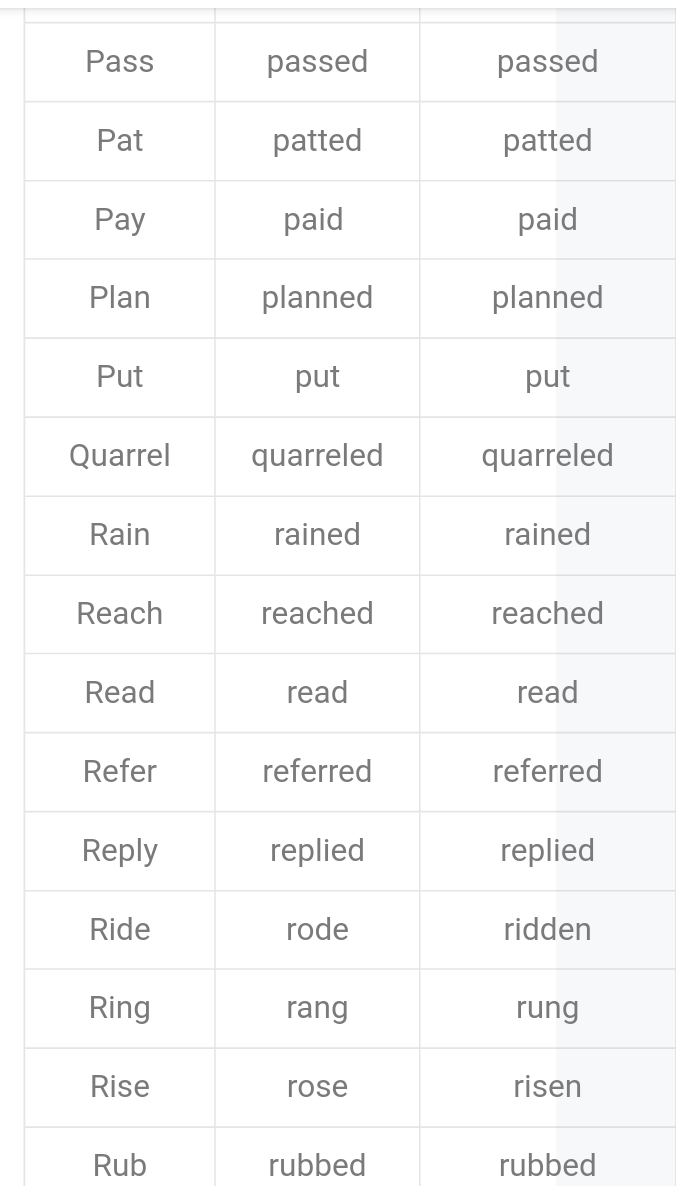 Pass passed passed
Pat patted patted
Pay paid paid
Plan planned planned
Put put put
Quarrel quarreled quarreled
Rain rained rained
Reach reached reached
Read read read
Refer referred referred
Reply replied replied
Ride rode ridden
Ring rang rung
Rise rose risen
Rub rubbed rubbed